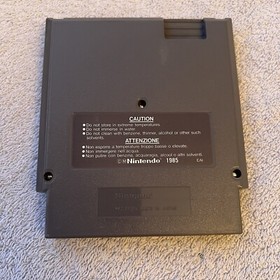 CAUTION
• Do not store in extreme temperatures.
• Do not immerse in water.
• Do not clean with benzene, thinner, alcohol or other such
solvents.
ATTENZIONE
• Non esporre a temperature troppo basse o elevate.
• Non immergere nell'acqua.
• Non pulire con benzina, acquaragia, alcool o altri solventi.
Nintendo 1985